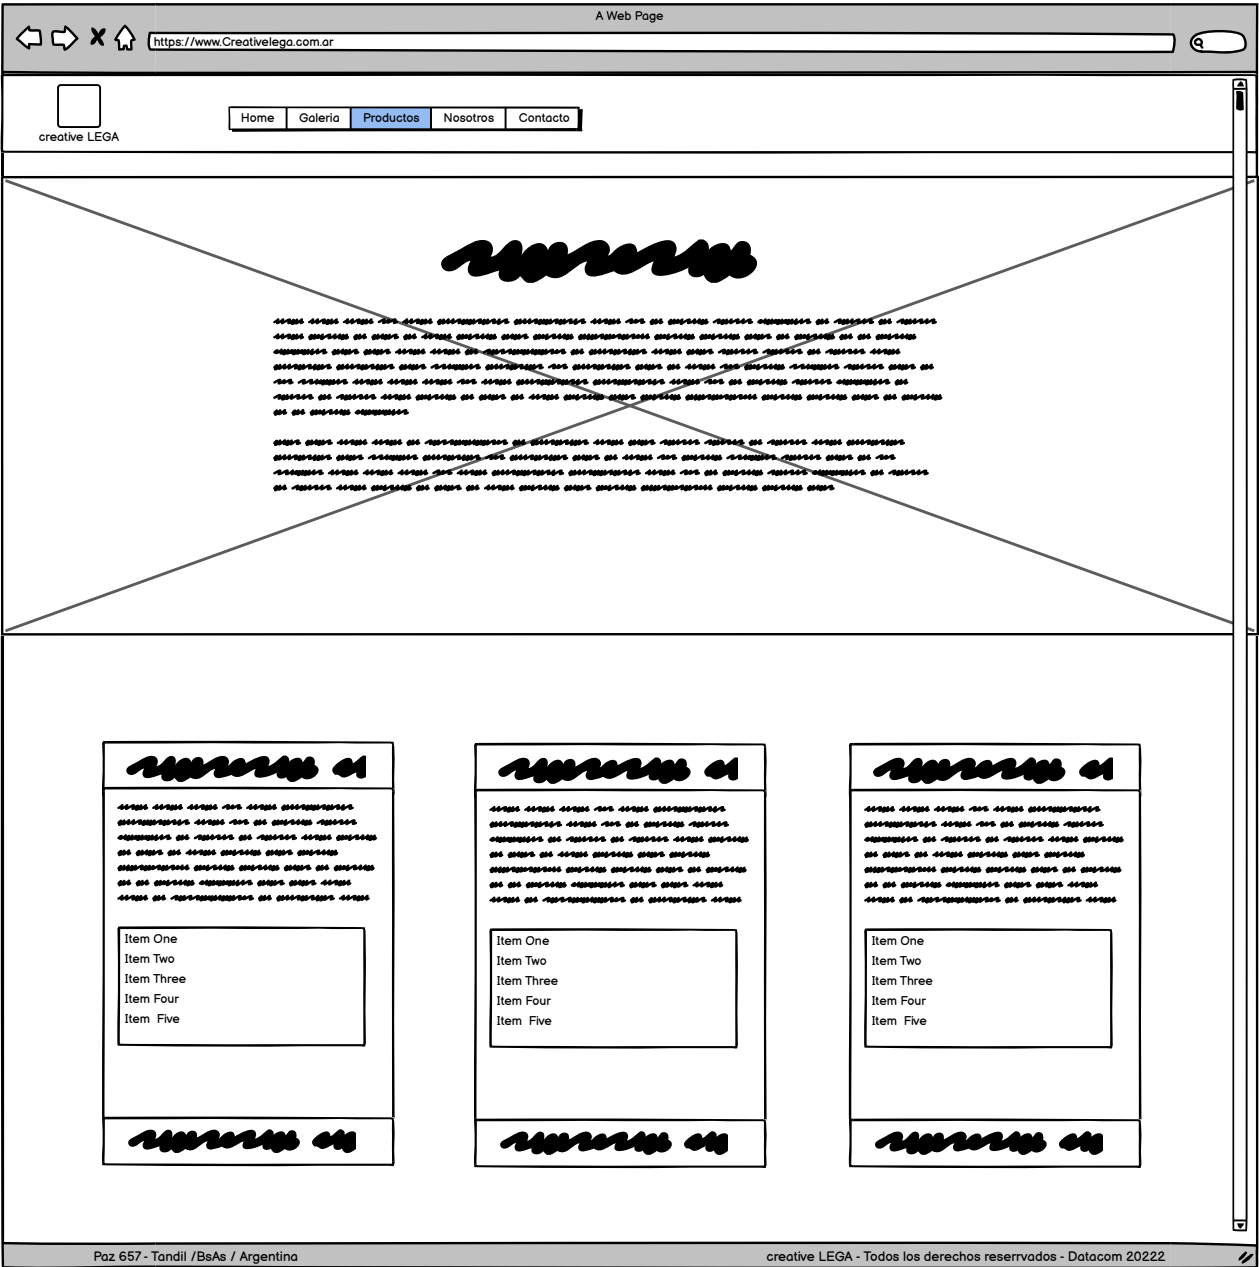 A Web Page
https://www.Creativelega.com.ar
creative LEGA
Home Galeria Productos Nosotros Contacto
Item One
Item Two
Item Three
Item Four
Item Five
Item One
Item Two
Item Three
Item Four
Item Five
Item One
Item Two
Item Three
Item Four
Item Five
Paz 657 - Tandil /BsAs / Argentina
creative LEGA - Todos los derechos reserrvados - Datacom 20222